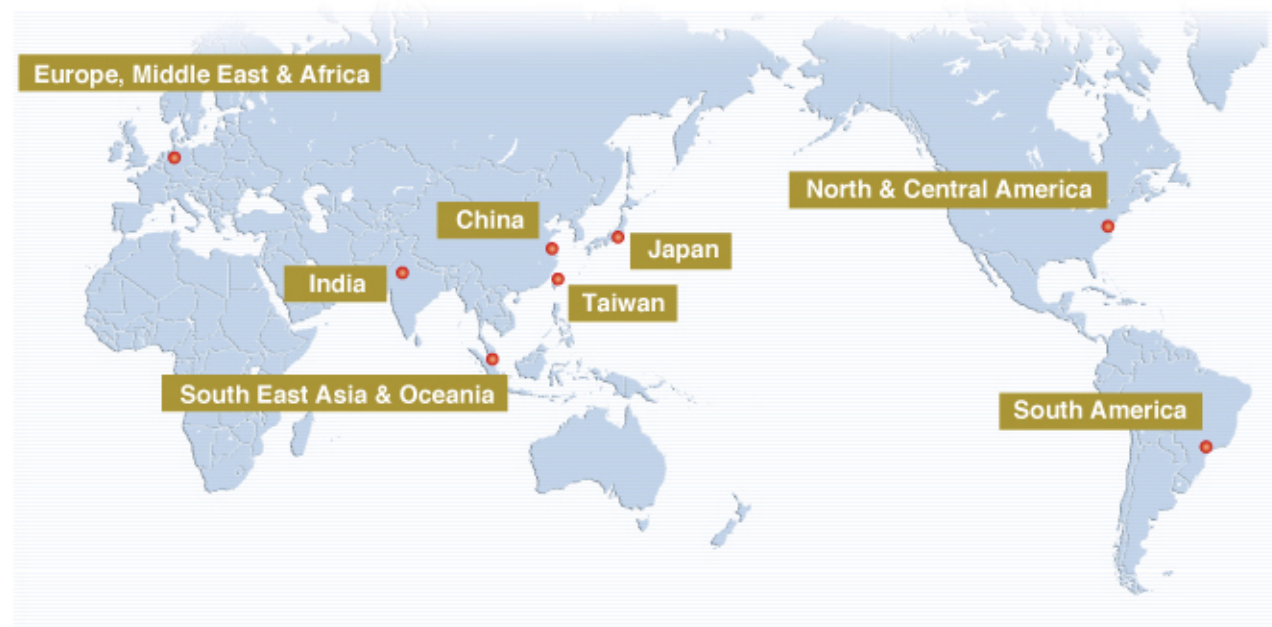 Europe, Middle East & Africa
North & Central America
China
Japan
India
Taiwan
South East Asia & Oceania
South America